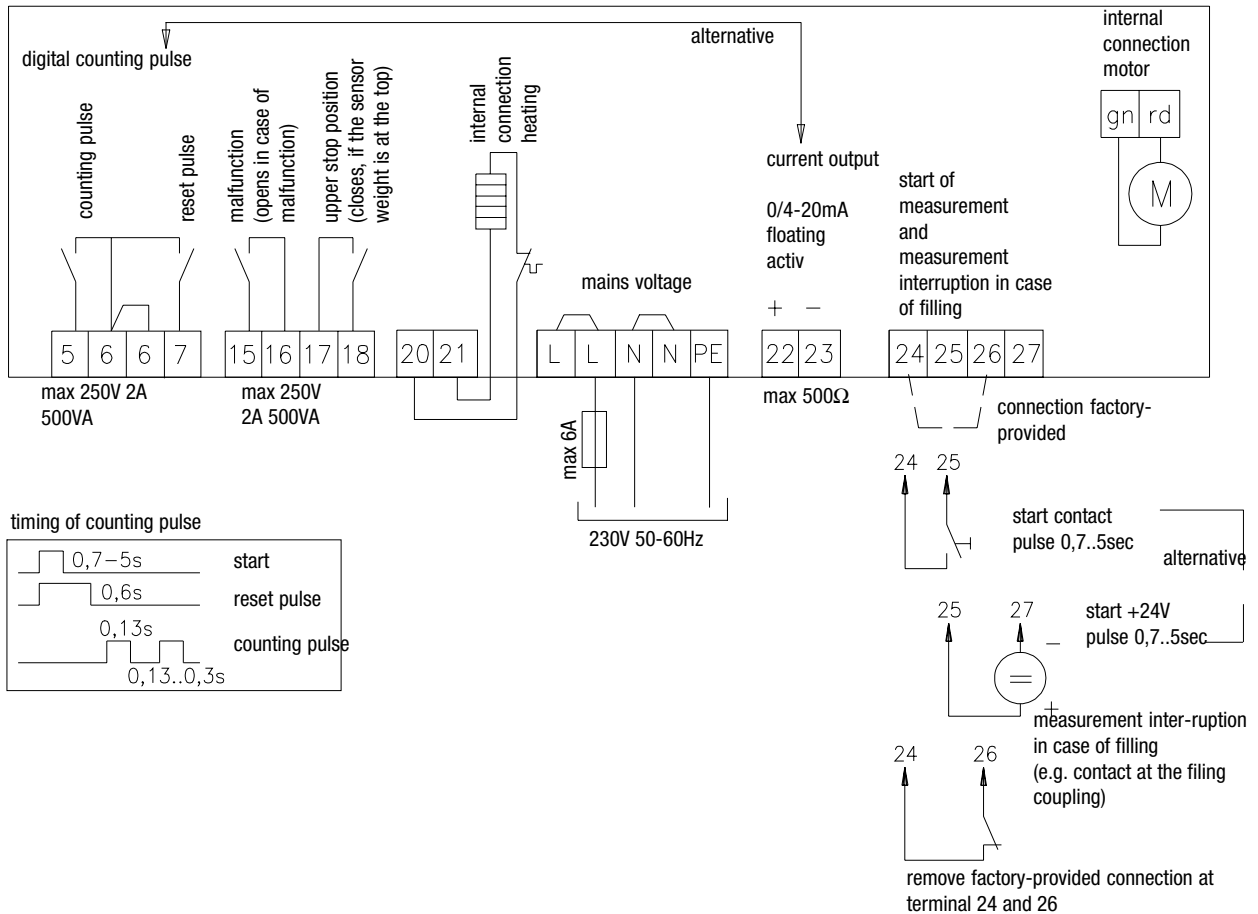 digital counting pulse
alternative
internal
connection
motor
counting pulse
reset pulse
malfunction
(opens in case of
malfunction)
upper stop position
(closes, if the sensor
weight is at the top)
internal
connection
heating
gn rd
M
current output
0/4-20mA
floating
activ
+ −
start of
measurement
and
measurement
interruption in case
of filling
mains voltage
5 6 6 7
15 16 17 18
20 21
L L N N PE
22 23
24 25 26 27
max 250V 2A
500VA
max 250V
2A 500VA
max 6A
230V 50-60Hz
max 500Ω
connection factory-
provided
24 25
start contact
pulse 0,7..5sec
alternative
25 27
start +24V
pulse 0,7..5sec
−
=
+
measurement inter-ruption
in case of filling
(e.g. contact at the filing
coupling)
24 26
remove factory-provided connection at
terminal 24 and 26
timing of counting pulse
0,7−5s start
0,6s reset pulse
0,13s
counting pulse
0,13..0,3s